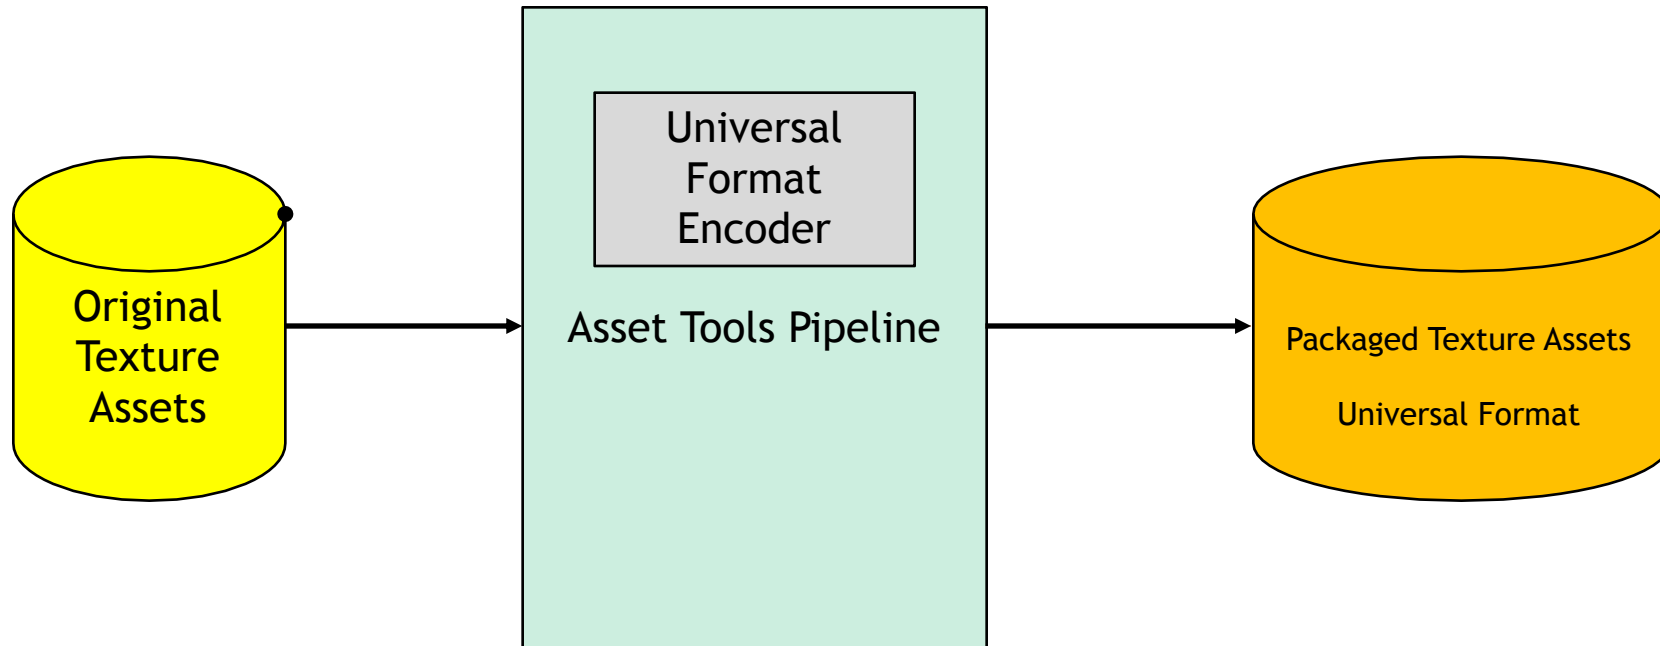 Universal
Format
Encoder
Original
Texture
Assets
Asset Tools Pipeline
Packaged Texture Assets
Universal Format